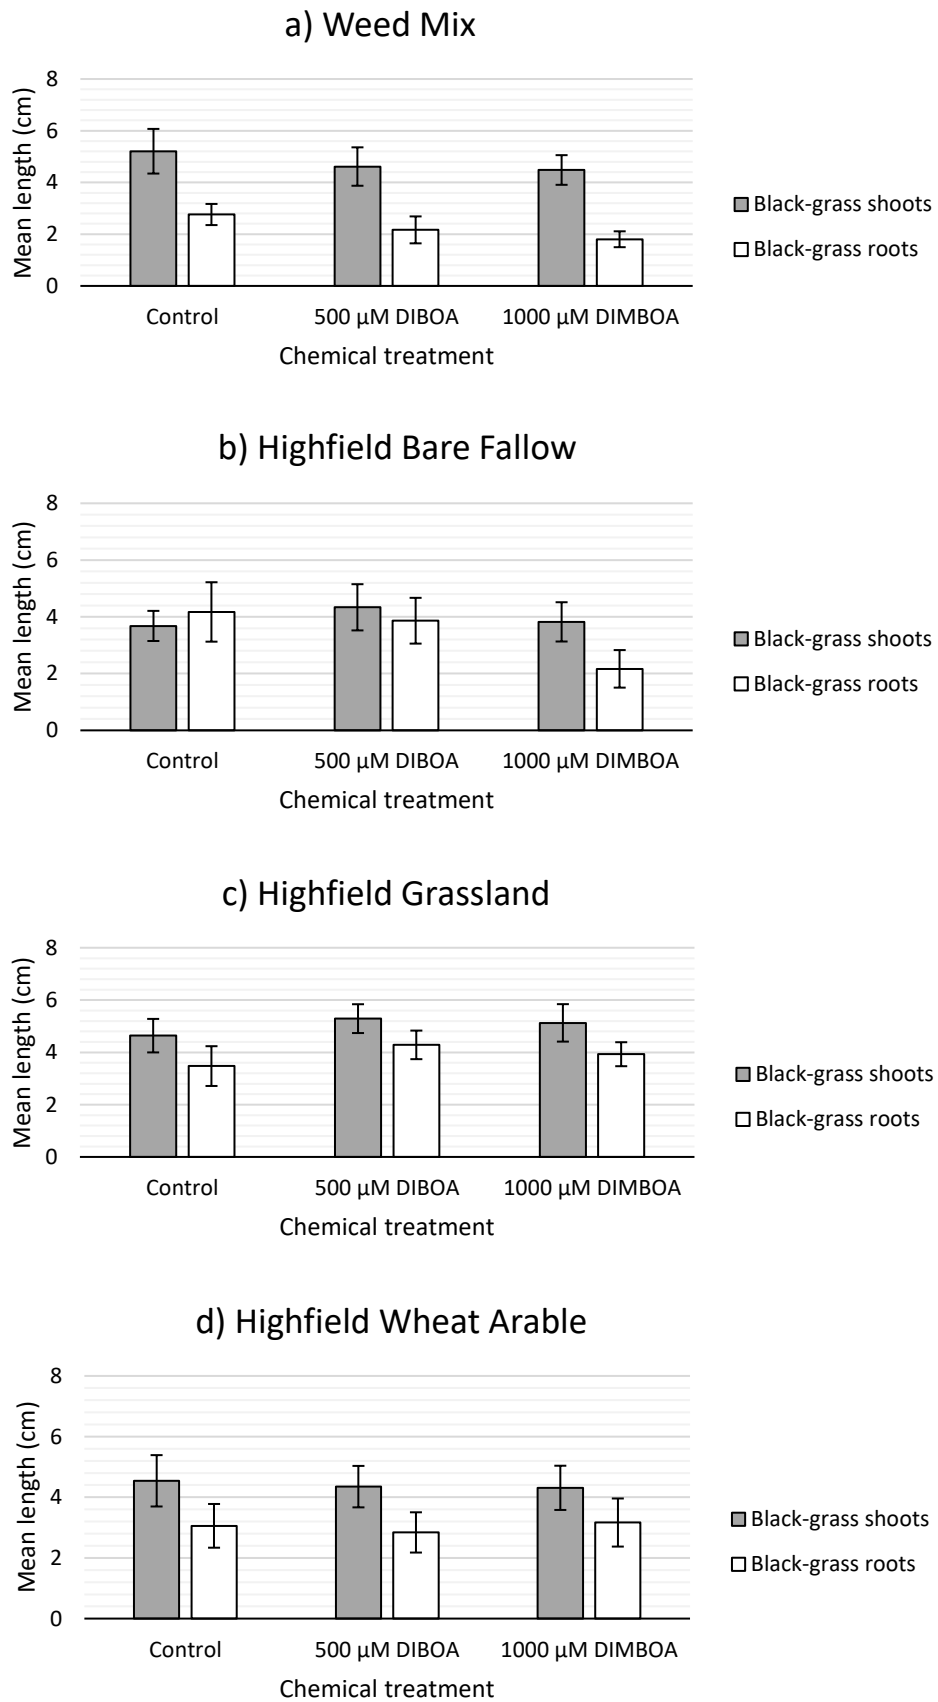 a) Weed Mix
Mean length (cm)
8
6
4
2
0
Control
500 µM DIBOA
1000 µM DIMBOA
Chemical treatment
Black-grass shoots
Black-grass roots
b) Highfield Bare Fallow
Mean length (cm)
8
6
4
2
0
Control
500 µM DIBOA
1000 µM DIMBOA
Chemical treatment
Black-grass shoots
Black-grass roots
c) Highfield Grassland
Mean length (cm)
8
6
4
2
0
Control
500 µM DIBOA
1000 µM DIMBOA
Chemical treatment
Black-grass shoots
Black-grass roots
d) Highfield Wheat Arable
Mean length (cm)
8
6
4
2
0
Control
500 µM DIBOA
1000 µM DIMBOA
Chemical treatment
Black-grass shoots
Black-grass roots